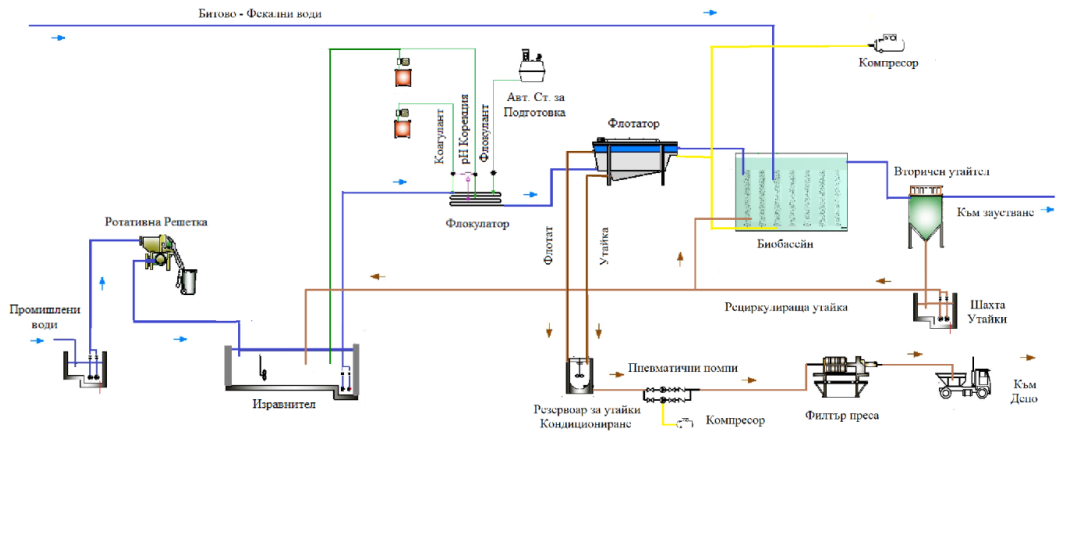 Битово - Фекални води
Компресор
Авт. Ст. за
Подготовка
Коагулант
pH Корекция
Флокулант
Флотатор
Вторичен утайтел
Към заустване
Флокулатор
Биобасейн
Ротативна Решетка
Флотат
Утайка
Промишлени
води
Рециркулираща утайка
Шахта
Утайки
Изравнител
Пневматични помпи
Резервоар за утайки
Кондициониране
Компресор
Филтър преса
Към
Депо